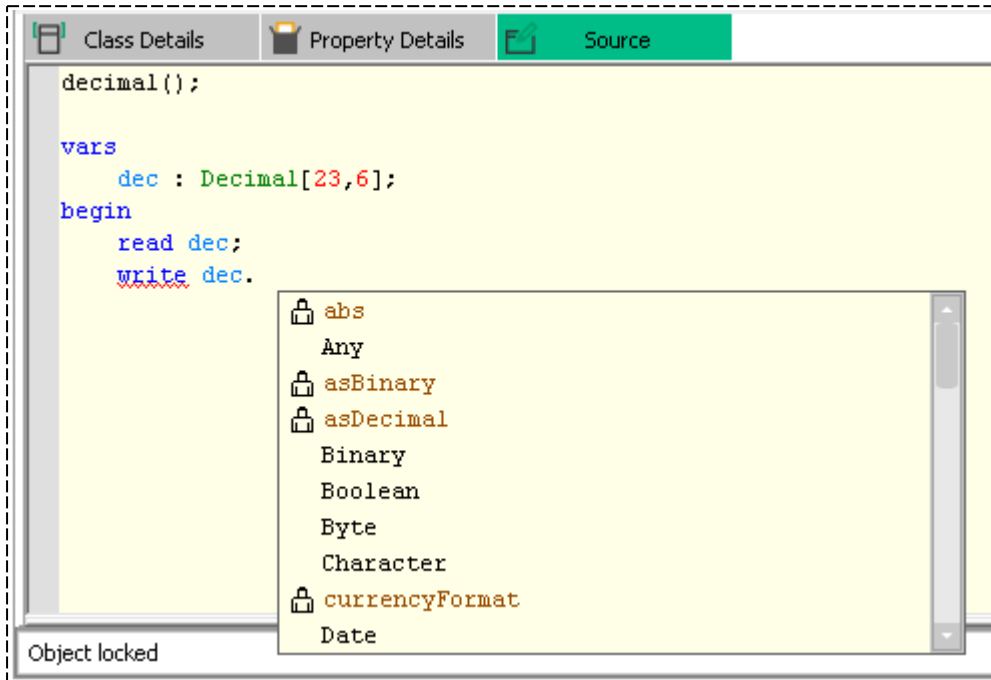 Class Details Property Details Source
decimal();
vars
dec : Decimal[23,6];
begin
read dec;
write dec.
abs
Any
asBinary
asDecimal
Binary
Boolean
Byte
Character
currencyFormat
Date
Object locked